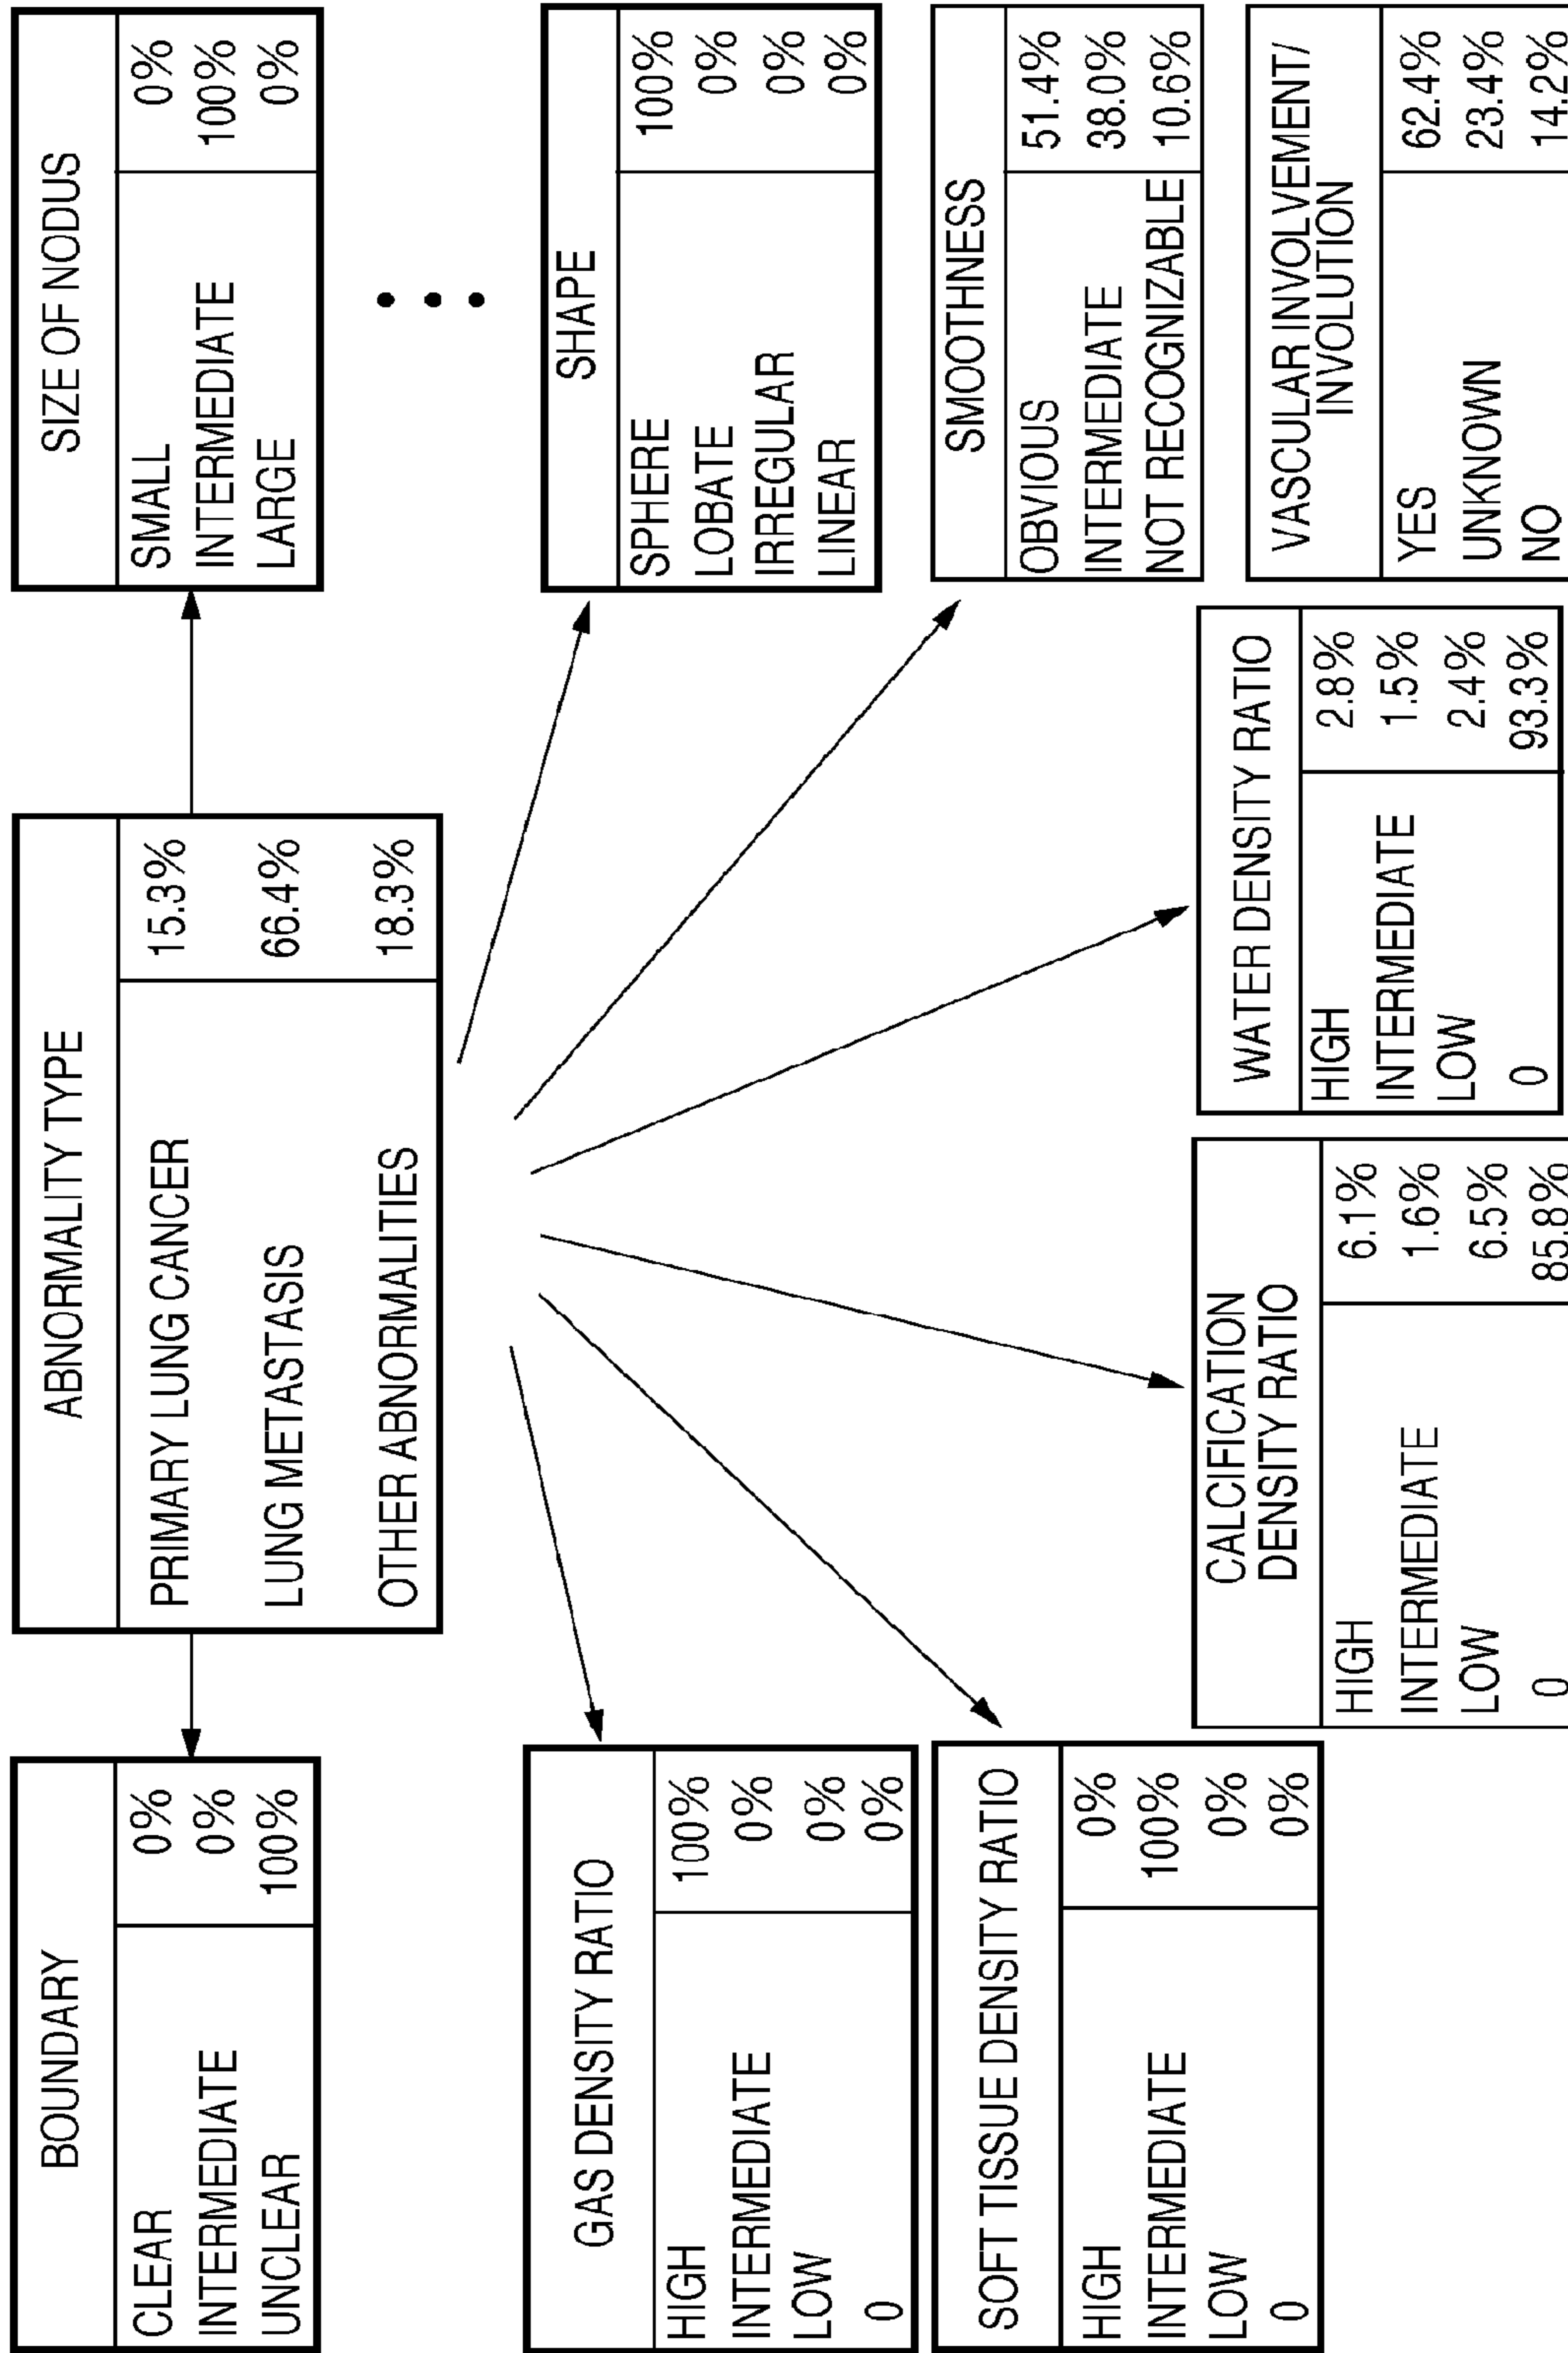 BOUNDARY
CLEAR 0%
INTERMEDIATE 0%
UNCLEAR 100%
ABNORMALITY TYPE
PRIMARY LUNG CANCER 15.3%
LUNG METASTASIS 66.4%
OTHER ABNORMALITIES 18.3%
SIZE OF NODUS
SMALL 0%
INTERMEDIATE 100%
LARGE 0%
GAS DENSITY RATIO
HIGH 100%
INTERMEDIATE 0%
LOW 0%
0 0%
SHAPE
SPHERE 100%
LOBATE 0%
IRREGULAR 0%
LINEAR 0%
SOFT TISSUE DENSITY RATIO
HIGH 0%
INTERMEDIATE 100%
LOW 0%
0 0%
SMOOTHNESS
OBVIOUS 51.4%
INTERMEDIATE 38.0%
NOT RECOGNIZABLE 10.6%
CALCIFICATION
DENSITY RATIO
HIGH 6.1%
INTERMEDIATE 1.6%
LOW 6.5%
0 85.8%
WATER DENSITY RATIO
HIGH 2.8%
INTERMEDIATE 1.5%
LOW 2.4%
0 93.3%
VASCULAR INVOLVEMENT/
INVOLUTION
YES 62.4%
UNKNOWN 23.4%
NO 14.2%